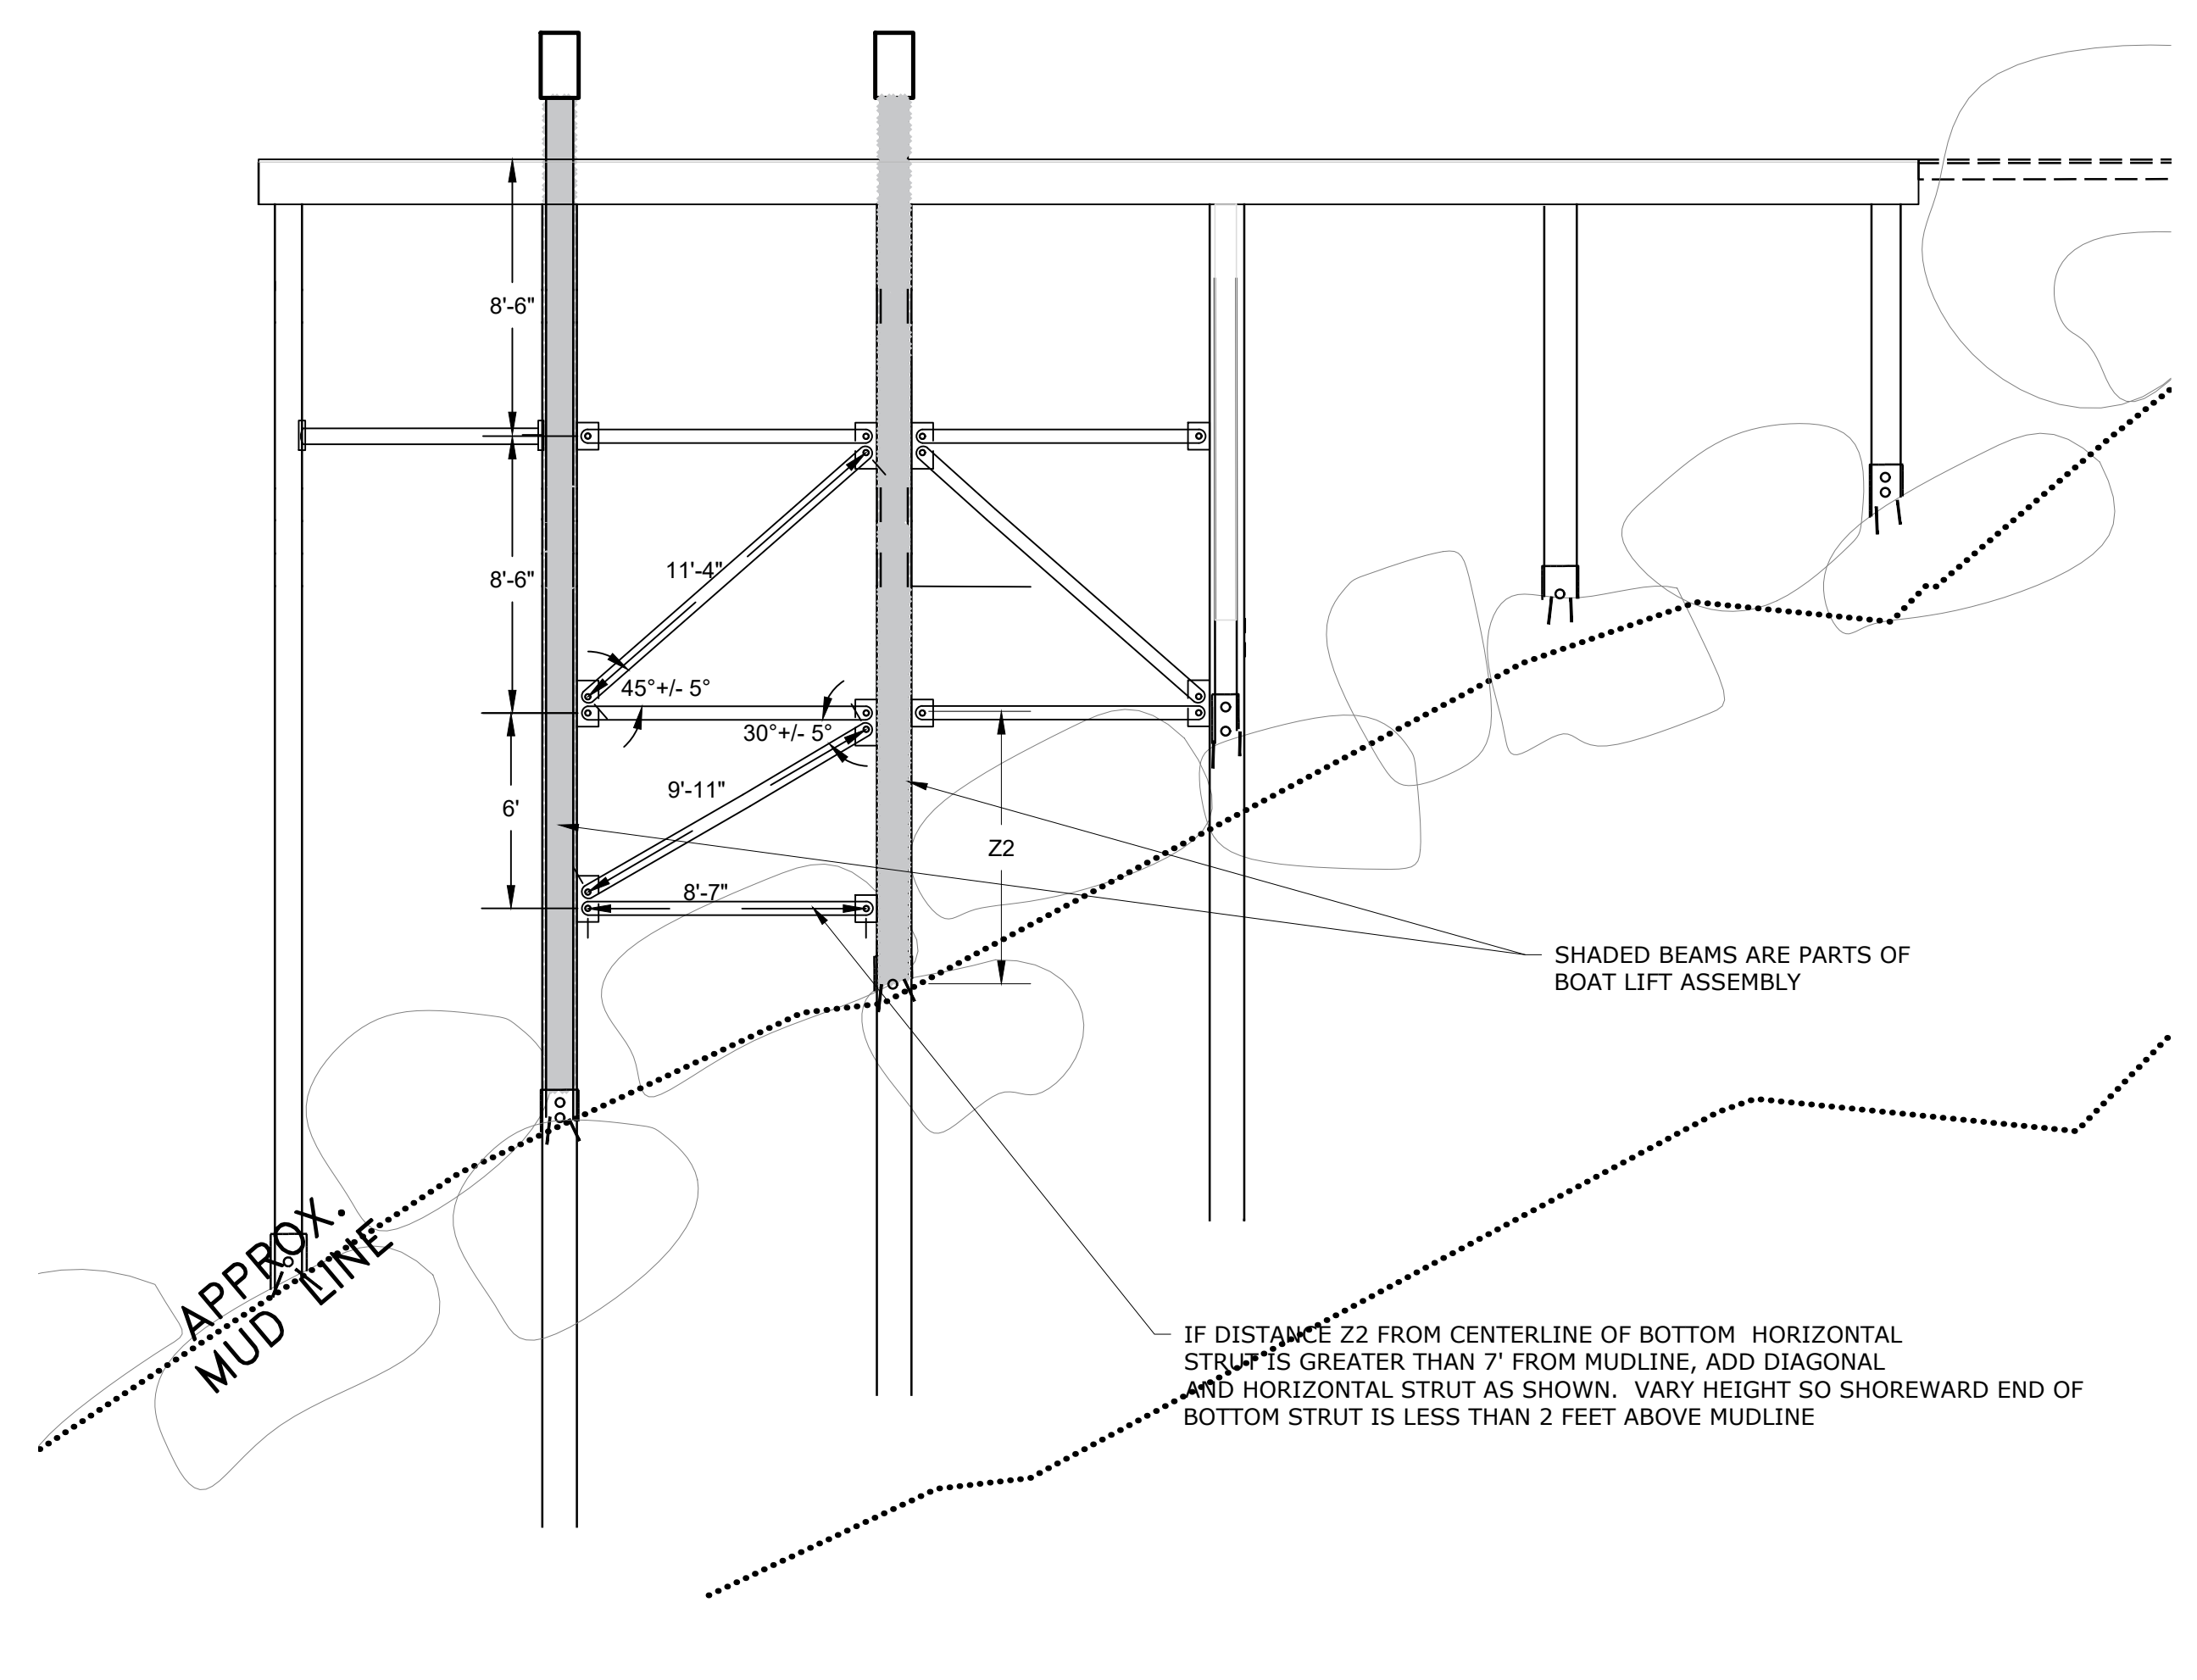 8'-6"
8'-6"
11'-4"
45°+/- 5°
30°+/- 5°
9'-11"
6'
Z2
8'-7"
SHADED BEAMS ARE PARTS OF
BOAT LIFT ASSEMBLY
APPROX.
MUD LINE
IF DISTANCE Z2 FROM CENTERLINE OF BOTTOM HORIZONTAL
STRUT IS GREATER THAN 7' FROM MUDLINE, ADD DIAGONAL
AND HORIZONTAL STRUT AS SHOWN. VARY HEIGHT SO SHOREWARD END OF
BOTTOM STRUT IS LESS THAN 2 FEET ABOVE MUDLINE